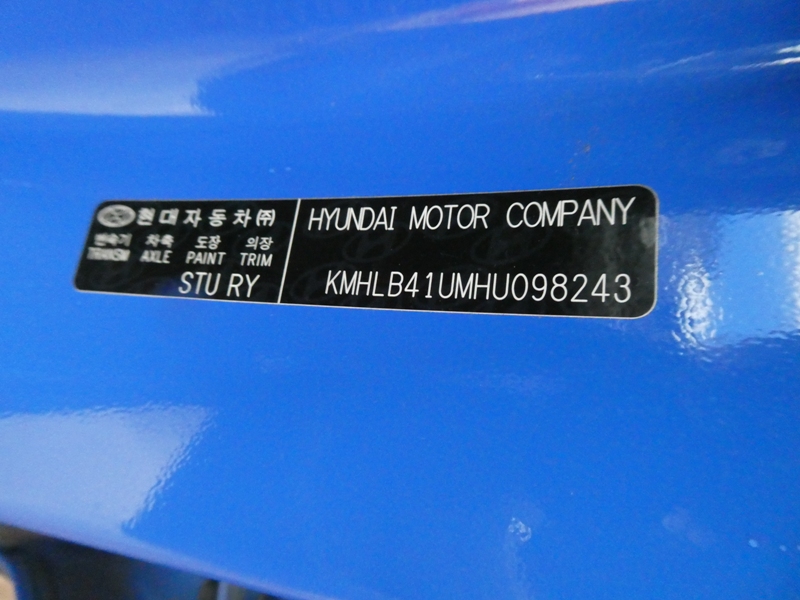 현대자동차㈜
변속기 차축 도장 의장
TRANSM AXLE PAINT TRIM
STU RY
HYUNDAI MOTOR COMPANY
KMHLB41UMHU098243